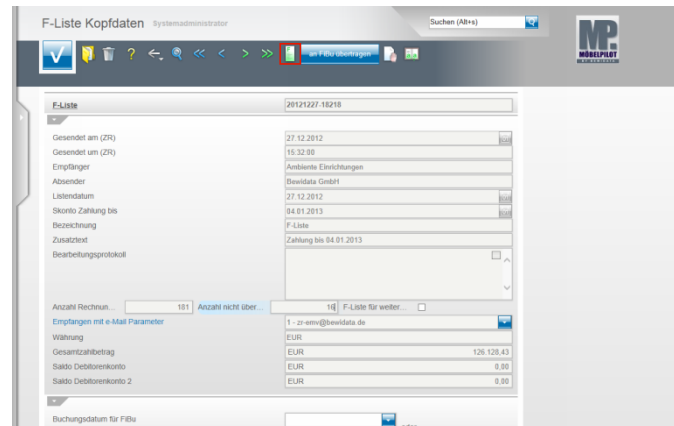 F-Liste Kopfdaten Systemadministrator
Suchen (Alt+s)
MP
MÖBELPILOT
BY BEWIDATA
an FiBu übertragen
F-Liste 20121227-18218
Gesendet am (ZR) 27.12.2012
Gesendet um (ZR) 15:32:00
Empfänger Ambiente Einrichtungen
Absender Bewidata GmbH
Listendatum 27.12.2012
Skonto Zahlung bis 04.01.2013
Bezeichnung F-Liste
Zusatztext Zahlung bis 04.01.2013
Bearbeitungsprotokoll
Anzahl Rechnun... 181 Anzahl nicht über... 16 F-Liste für weiter...
Empfangen mit e-Mail Parameter 1 - zr-emv@bewidata.de
Währung EUR
Gesamtzahlbetrag EUR 126.128,43
Saldo Debitorenkonto EUR 0,00
Saldo Debitorenkonto 2 EUR 0,00
Buchungsdatum für FiBu